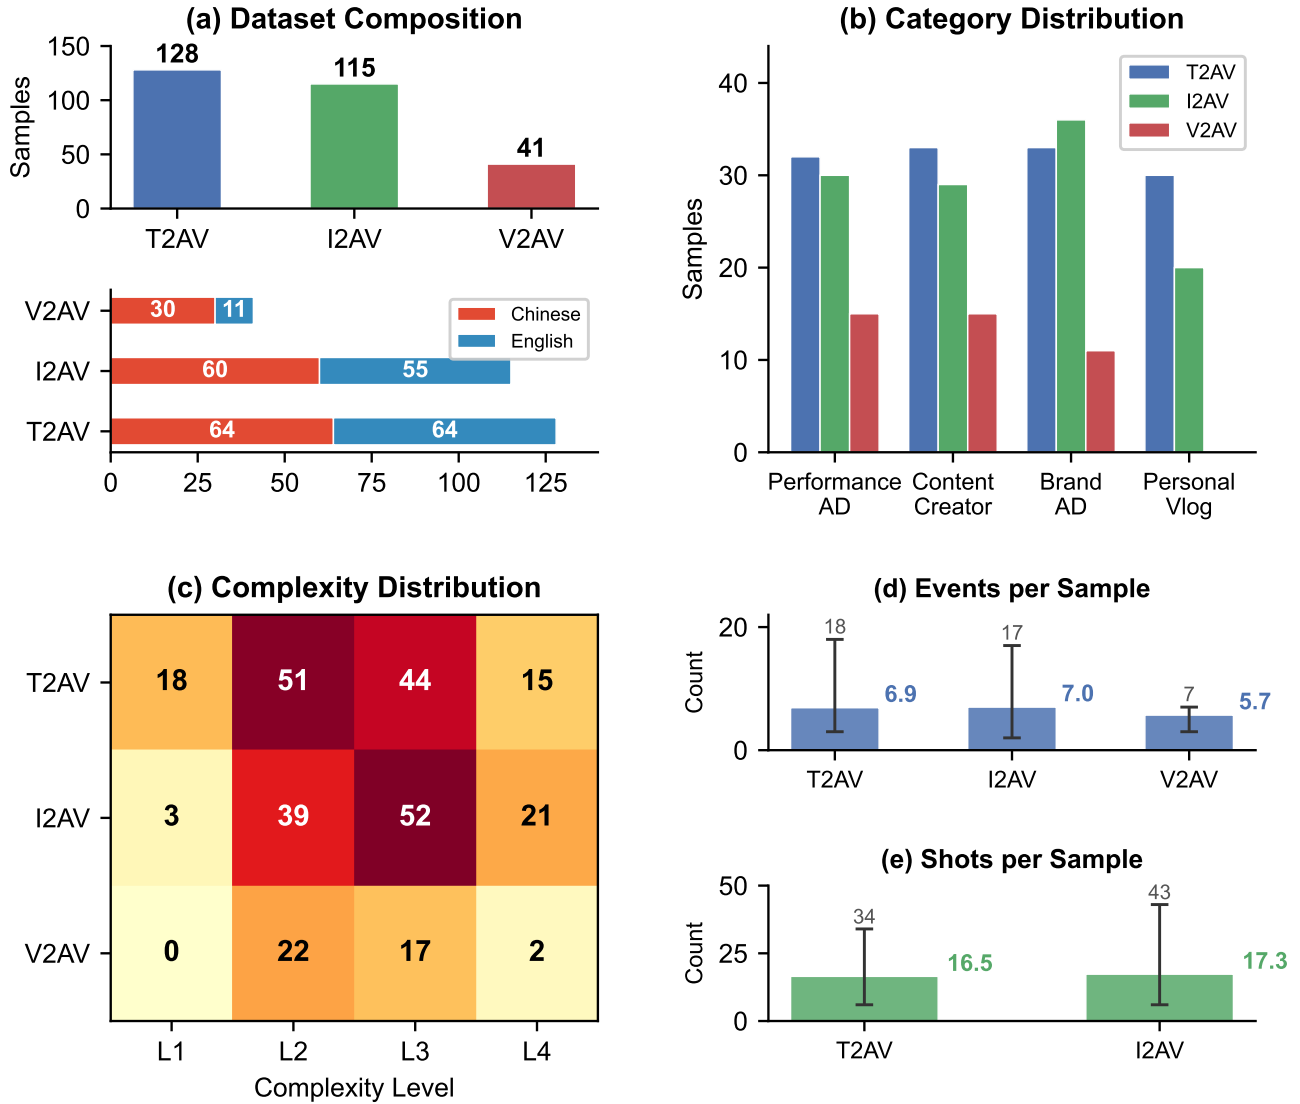 (a) Dataset Composition
Samples
150
100
50
0
128
115
41
T2AV
I2AV
V2AV
V2AV
I2AV
T2AV
30
11
60
55
64
64
Chinese
English
0
25
50
75
100
125
(b) Category Distribution
Samples
40
30
20
10
0
T2AV
I2AV
V2AV
Performance
AD
Content
Creator
Brand
AD
Personal
Vlog
(c) Complexity Distribution
T2AV
18
51
44
15
I2AV
3
39
52
21
V2AV
0
22
17
2
L1
L2
L3
L4
Complexity Level
(d) Events per Sample
Count
20
0
18
6.9
17
7.0
7
5.7
T2AV
I2AV
V2AV
(e) Shots per Sample
Count
50
25
0
34
16.5
43
17.3
T2AV
I2AV